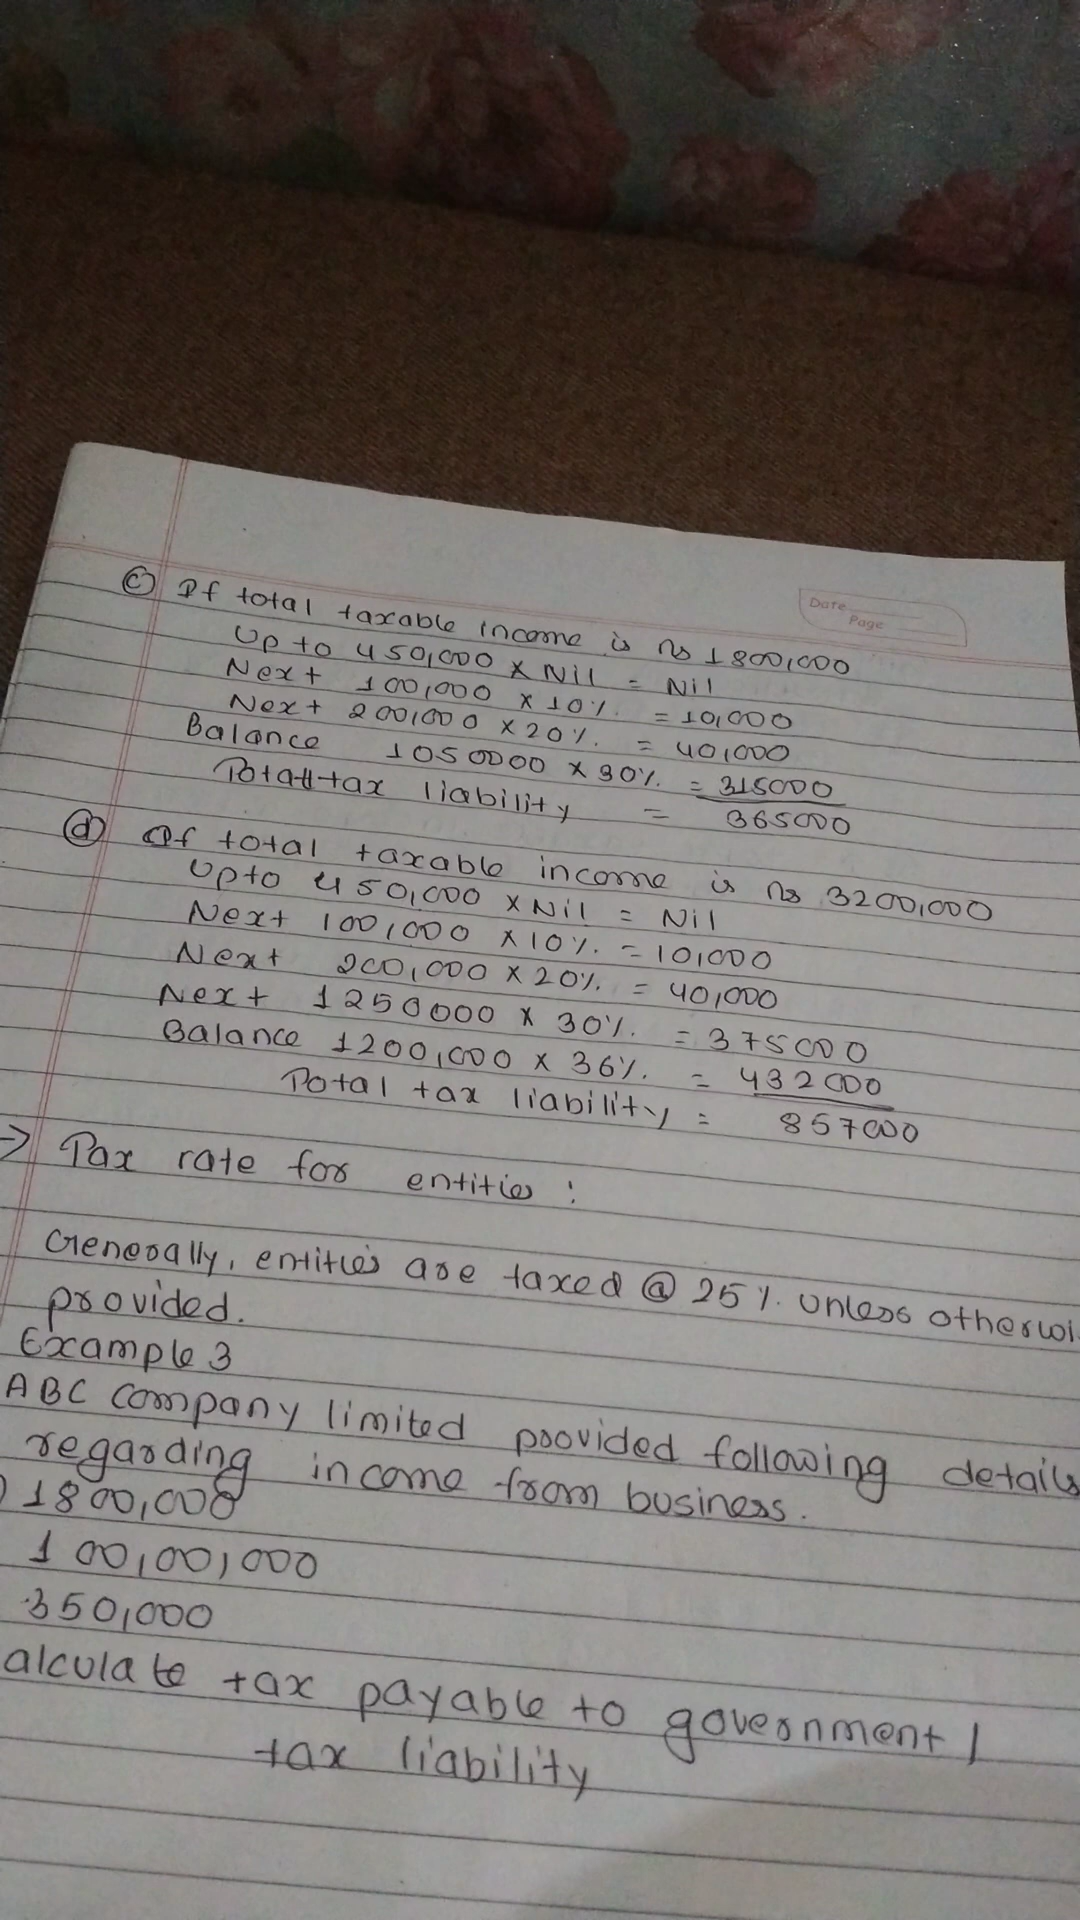 Date
Page
ⓒ If total taxable income is rs 1800,000
Up to 450,000 × Nil = Nil
Next 100,000 × 10% = 10,000
Next 200,000 × 20% = 40,000
Balance 1050000 × 30% = 315000
Total tax liability = 365000
ⓓ If total taxable income is rs 3200,000
Upto 450,000 × Nil = Nil
Next 100,000 × 10% = 10,000
Next 200,000 × 20% = 40,000
Next 1250000 × 30% = 375000
Balance 1200,000 × 36% = 432000
Total tax liability = 857000
→ Tax rate for entities :
Generally, entities are taxed @ 25% unless otherwi
provided.
Example 3
ABC company limited provided following details
regarding income from business.
) 1800,000
100,00,000
350,000
alculate tax payable to government /
tax liability